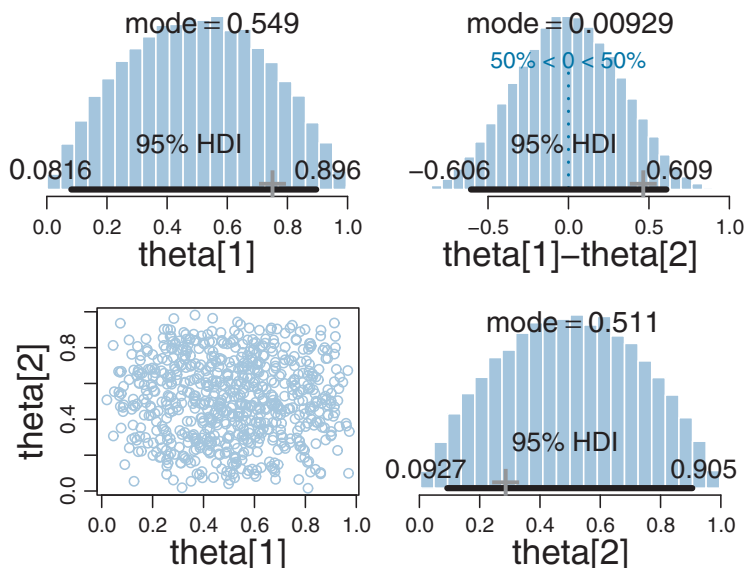 mode = 0.549
95% HDI
0.0816 0.896
0.0 0.2 0.4 0.6 0.8 1.0
theta[1]
mode = 0.00929
50% < 0 < 50%
95% HDI
−0.606 0.609
−0.5 0.0 0.5 1.0
theta[1]−theta[2]
theta[2]
0.0 0.4 0.8
0.0 0.2 0.4 0.6 0.8 1.0
theta[1]
mode = 0.511
95% HDI
0.0927 0.905
0.0 0.2 0.4 0.6 0.8 1.0
theta[2]